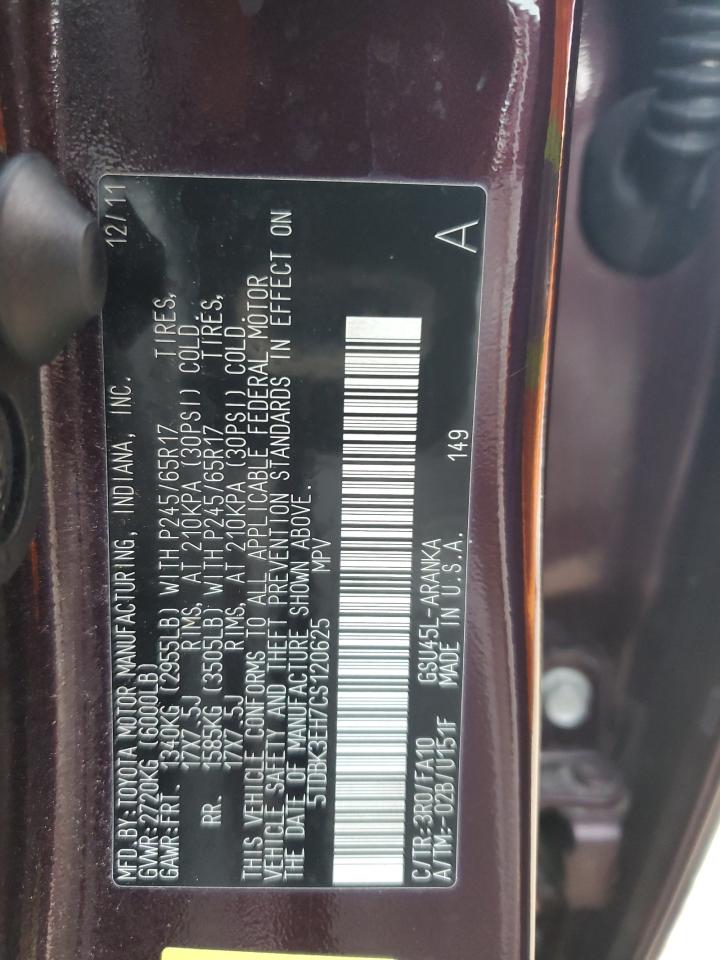 MFD.BY:TOYOTA MOTOR MANUFACTURING, INDIANA, INC. 12/11
GVWR:2720KG (6000LB)
GAWR:FRT. 1340KG (2955LB) WITH P245/65R17 TIRES,
17X7.5J RIMS, AT 210KPA (30PSI) COLD.
RR. 1585KG (3505LB) WITH P245/65R17 TIRES,
17X7.5J RIMS, AT 210KPA (30PSI) COLD.
THIS VEHICLE CONFORMS TO ALL APPLICABLE FEDERAL MOTOR
VEHICLE SAFETY AND THEFT PREVENTION STANDARDS IN EFFECT ON
THE DATE OF MANUFACTURE SHOWN ABOVE.
5TDBK3EH7CS120625 MPV
C/TR:3R0/FA10 GSU45L-ARANKA 149 A
A/TM:-02B/U151F MADE IN U.S.A.